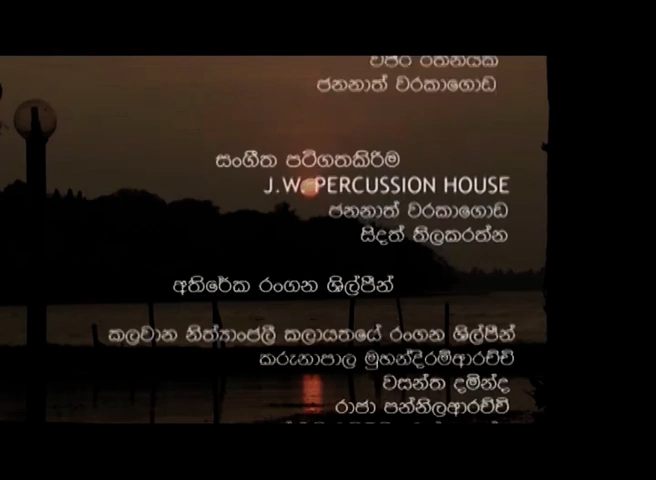 ජනනාත් වරකාගොඩ
සංගීත පටිගතකිරිම
J.W. PERCUSSION HOUSE
ජනනාත් වරකාගොඩ
සිදත් තිලකරත්න
අතිරේක රංගන ශිල්පීන්
කලවාන නිත්‍යාංජලී කලායතයේ රංගන ශිල්පීන්
කරුනාපාල මුහන්දිරම්ආරච්චි
වසන්ත දමින්ද
රාජා පන්නිලආරච්චි